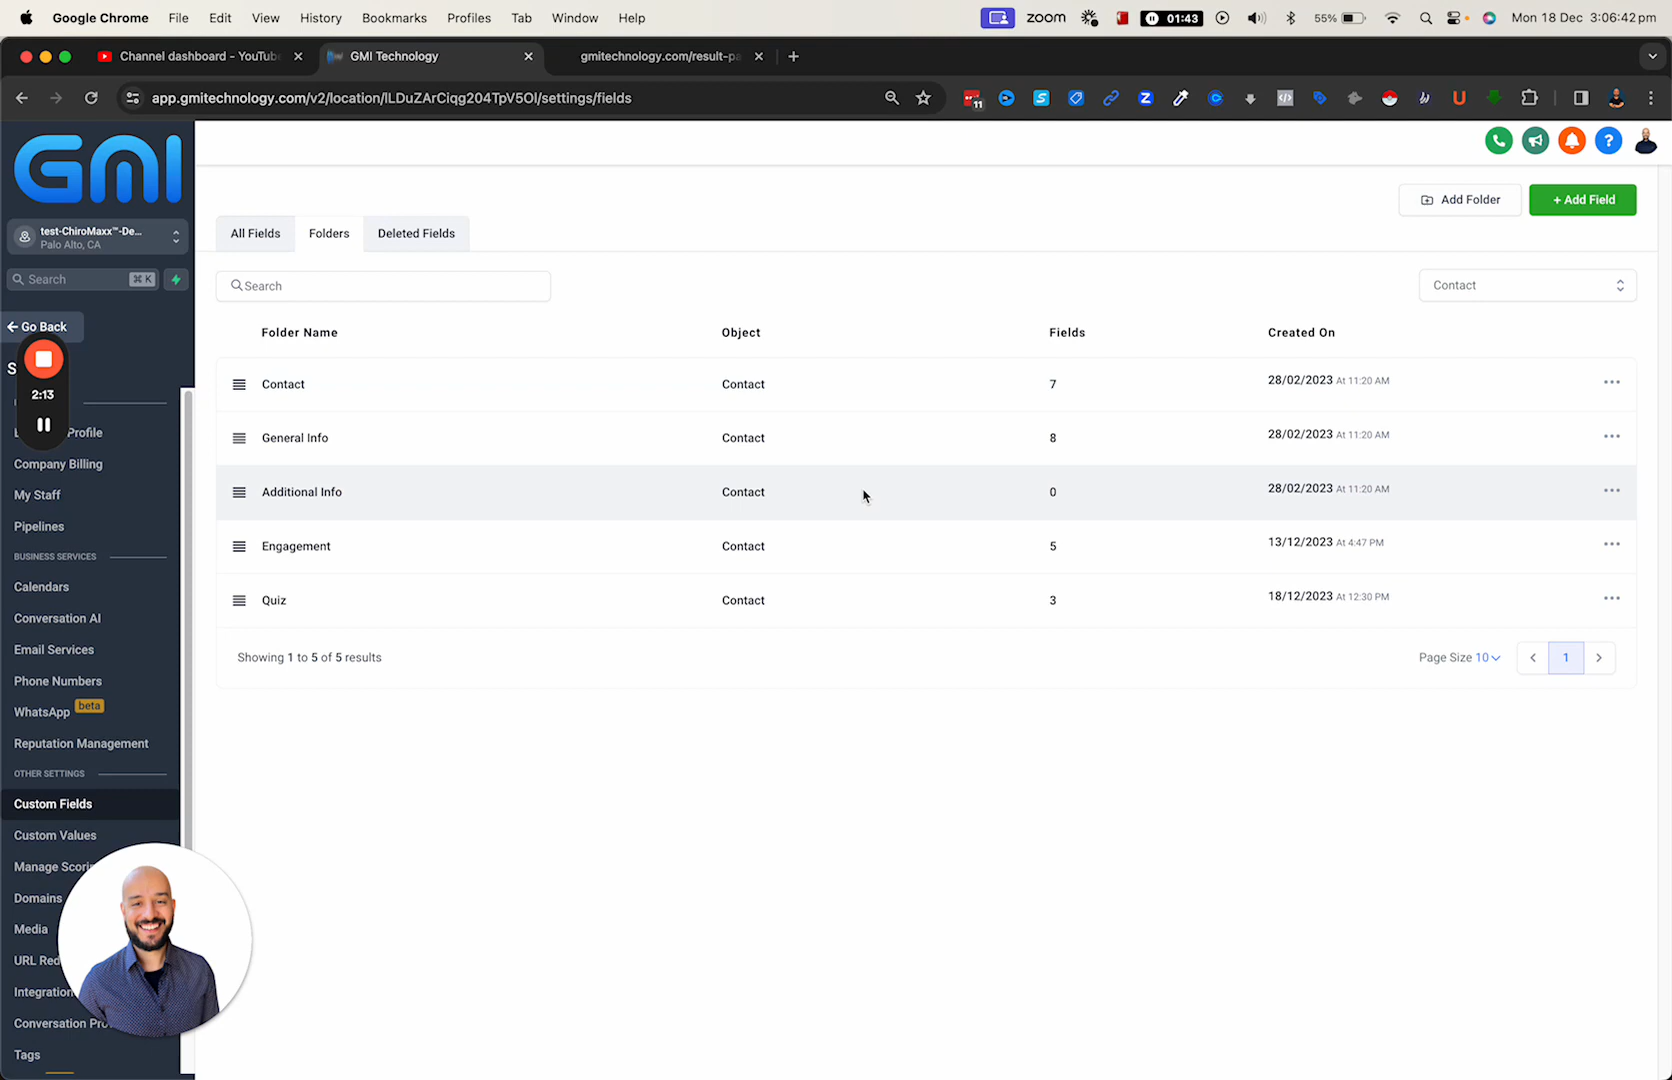 Google Chrome File Edit View History Bookmarks Profiles Tab Window Help
zoom 01:43 55% Mon 18 Dec 3:06:42 pm
Channel dashboard - YouTub
GMI Technology
gmitechnology.com/result-pa
app.gmitechnology.com/v2/location/lLDuZArCiqg204TpV5Ol/settings/fields
11
GMI
test-ChiroMaxx™-De...
Palo Alto, CA
Search ⌘ K
Go Back
2:13
rofile
Company Billing
My Staff
Pipelines
BUSINESS SERVICES
Calendars
Conversation AI
Email Services
Phone Numbers
WhatsApp beta
Reputation Management
OTHER SETTINGS
Custom Fields
Custom Values
Manage Scori
Domains
Media
URL Red
Integration
Conversation Pro
Tags
Add Folder
+ Add Field
All Fields Folders Deleted Fields
Search
Contact
Folder Name Object Fields Created On
Contact Contact 7 28/02/2023 At 11:20 AM
General Info Contact 8 28/02/2023 At 11:20 AM
Additional Info Contact 0 28/02/2023 At 11:20 AM
Engagement Contact 5 13/12/2023 At 4:47 PM
Quiz Contact 3 18/12/2023 At 12:30 PM
Showing 1 to 5 of 5 results
Page Size 10
1